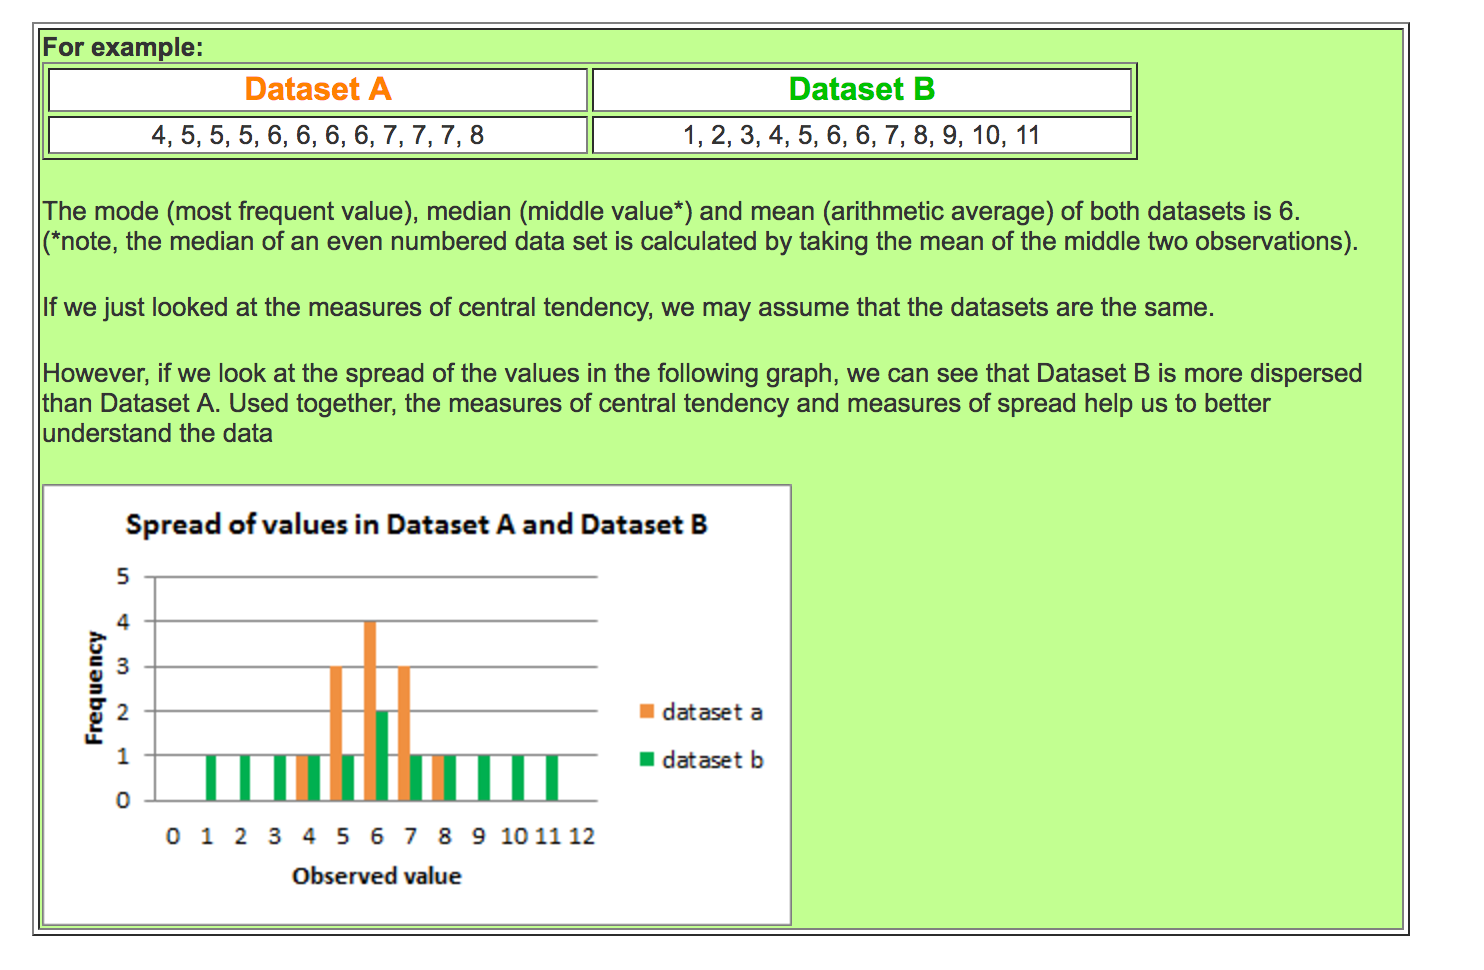 For example:
Dataset A
Dataset B
4, 5, 5, 5, 6, 6, 6, 6, 7, 7, 7, 8
1, 2, 3, 4, 5, 6, 6, 7, 8, 9, 10, 11
The mode (most frequent value), median (middle value*) and mean (arithmetic average) of both datasets is 6.
(*note, the median of an even numbered data set is calculated by taking the mean of the middle two observations).
If we just looked at the measures of central tendency, we may assume that the datasets are the same.
However, if we look at the spread of the values in the following graph, we can see that Dataset B is more dispersed
than Dataset A. Used together, the measures of central tendency and measures of spread help us to better
understand the data
Spread of values in Dataset A and Dataset B
5
4
3
2
1
0
Frequency
0 1 2 3 4 5 6 7 8 9 10 11 12
Observed value
dataset a
dataset b